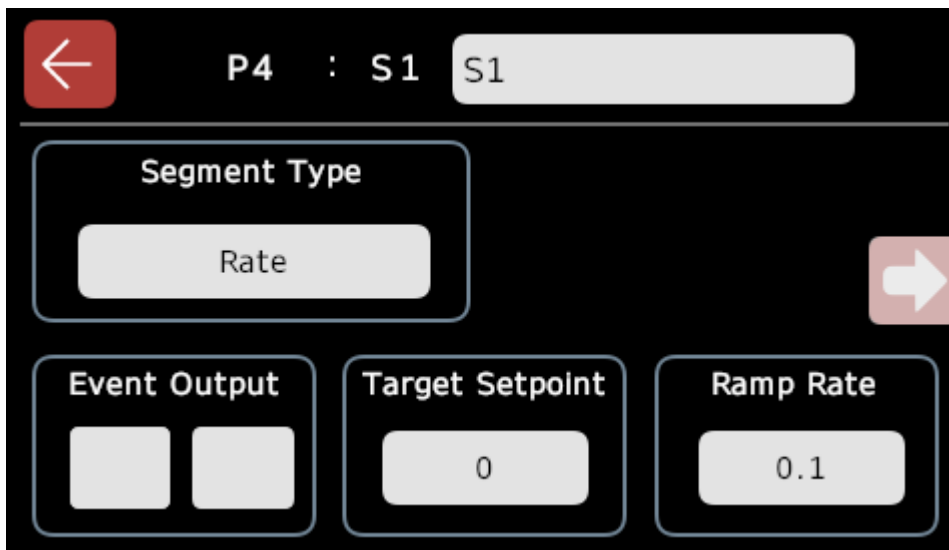 P4 : S1 S1
Segment Type
Rate
Event Output Target Setpoint Ramp Rate
0 0.1